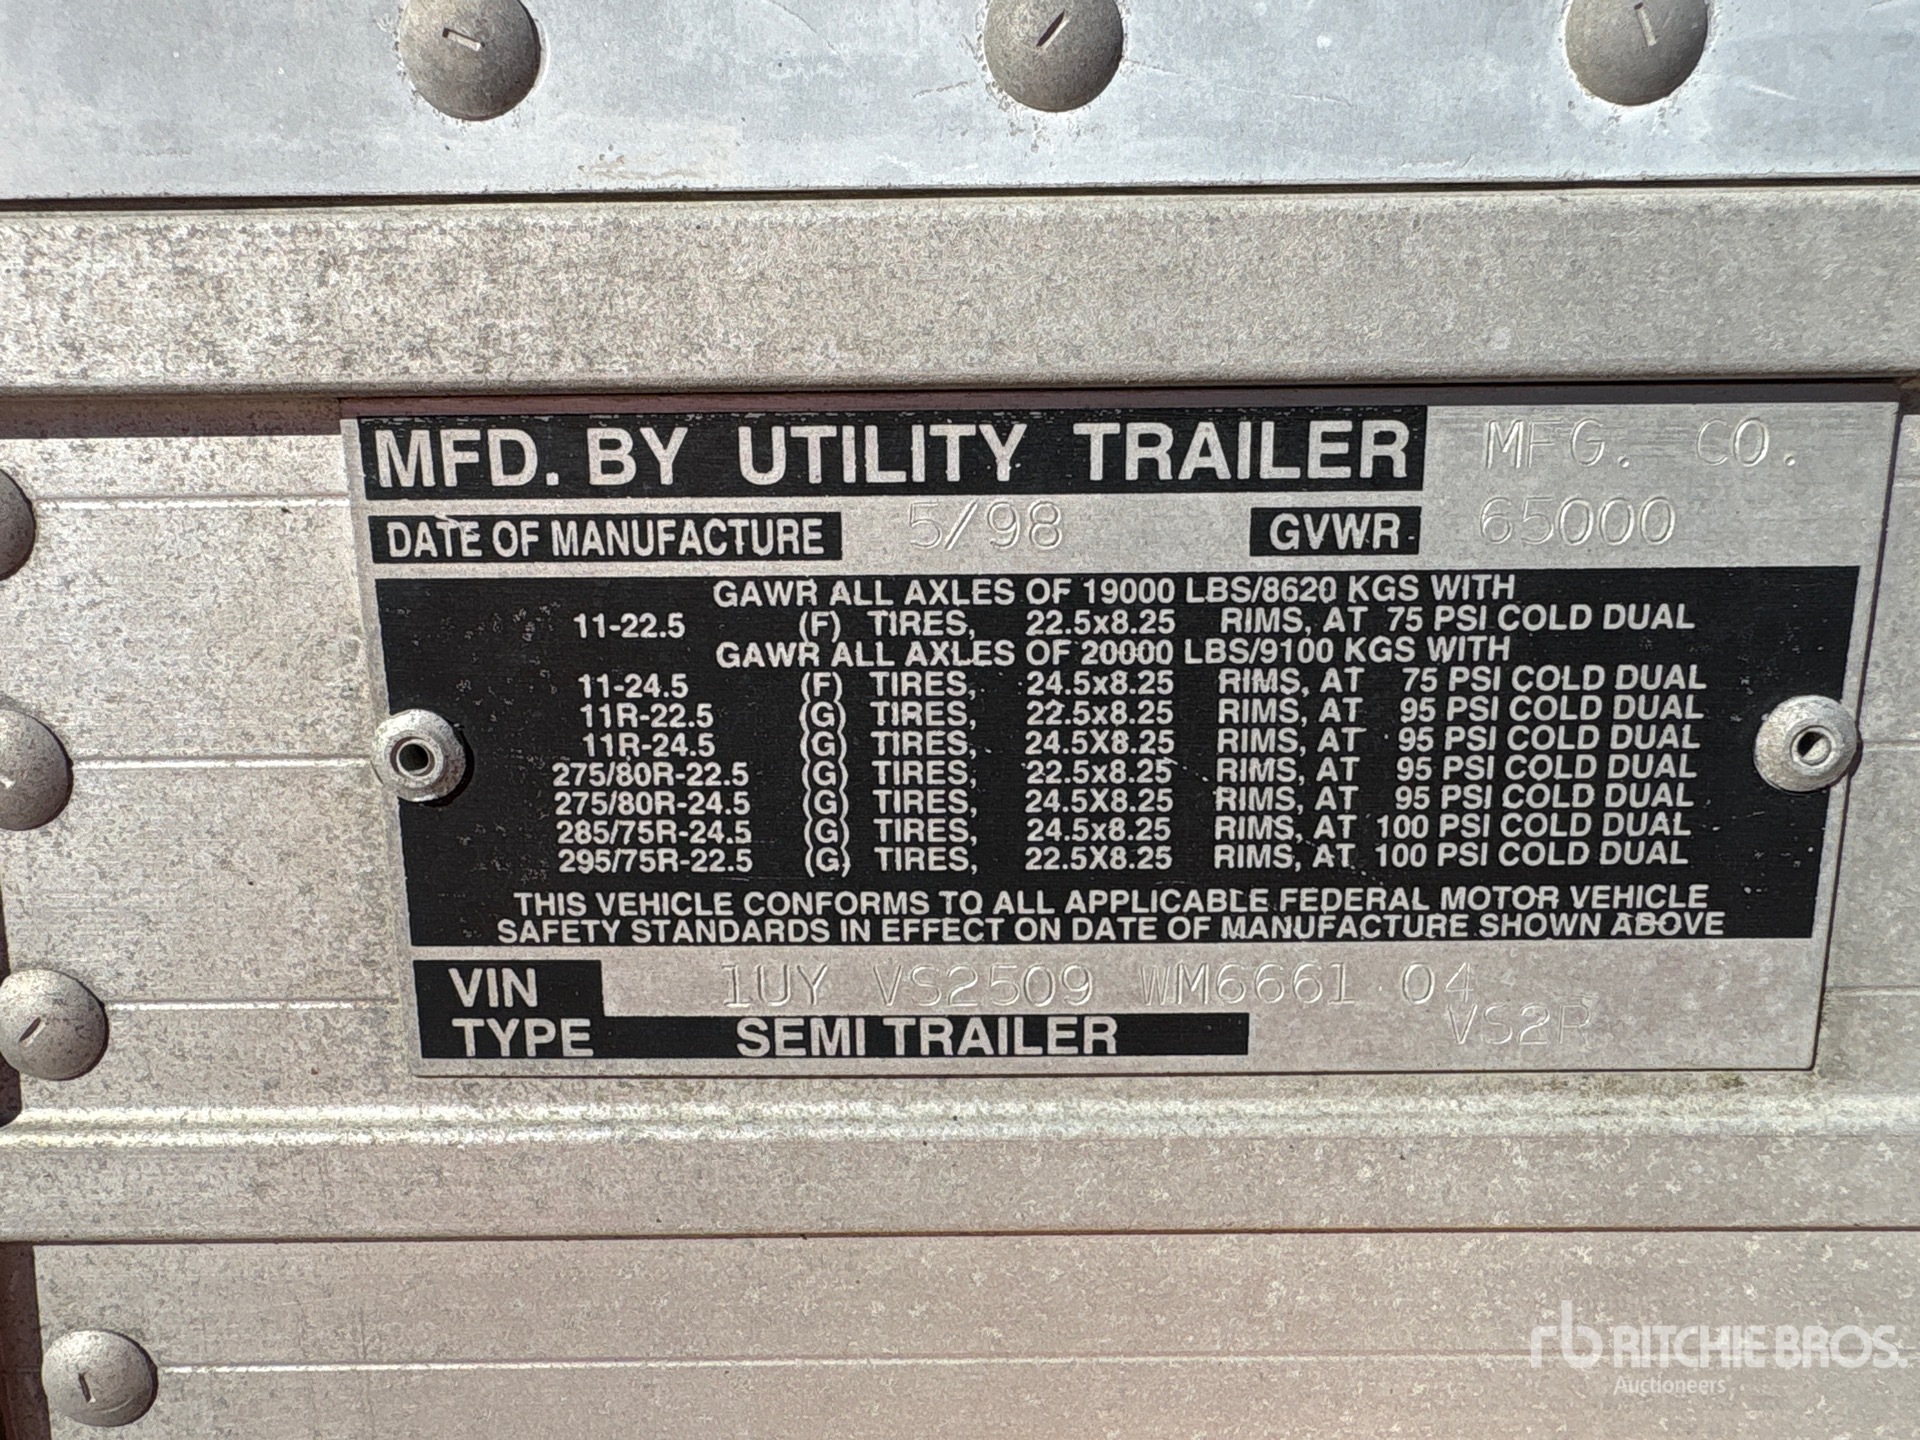 MFD. BY UTILITY TRAILER MFG. CO.
DATE OF MANUFACTURE 5/98 GVWR 65000
GAWR ALL AXLES OF 19000 LBS/8620 KGS WITH
11-22.5 (F) TIRES, 22.5x8.25 RIMS, AT 75 PSI COLD DUAL
GAWR ALL AXLES OF 20000 LBS/9100 KGS WITH
11-24.5 (F) TIRES, 24.5x8.25 RIMS, AT 75 PSI COLD DUAL
11R-22.5 (G) TIRES, 22.5x8.25 RIMS, AT 95 PSI COLD DUAL
11R-24.5 (G) TIRES, 24.5X8.25 RIMS, AT 95 PSI COLD DUAL
275/80R-22.5 (G) TIRES, 22.5x8.25 RIMS, AT 95 PSI COLD DUAL
275/80R-24.5 (G) TIRES, 24.5X8.25 RIMS, AT 95 PSI COLD DUAL
285/75R-24.5 (G) TIRES, 24.5x8.25 RIMS, AT 100 PSI COLD DUAL
295/75R-22.5 (G) TIRES, 22.5X8.25 RIMS, AT 100 PSI COLD DUAL
THIS VEHICLE CONFORMS TO ALL APPLICABLE FEDERAL MOTOR VEHICLE
SAFETY STANDARDS IN EFFECT ON DATE OF MANUFACTURE SHOWN ABOVE
VIN 1UY VS2509 WM6661 04
TYPE SEMI TRAILER VS2R
rb RITCHIE BROS.
Auctioneers